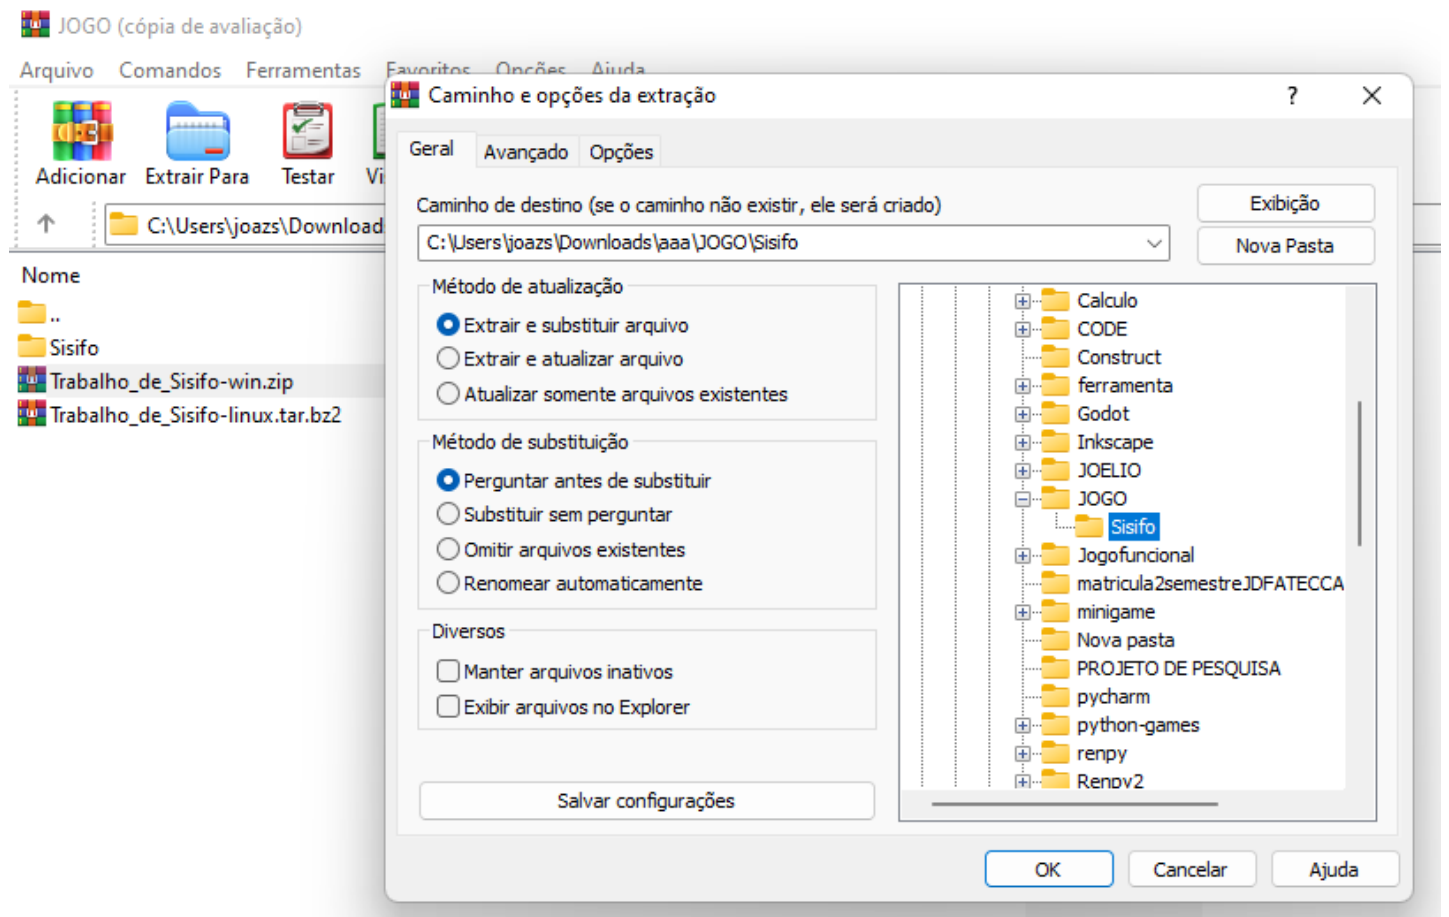 JOGO (cópia de avaliação)
Arquivo Comandos Ferramentas Favoritos Opções Ajuda
Adicionar Extrair Para Testar
C:\Users\joazs\Download
Nome
..
Sisifo
Trabalho_de_Sisifo-win.zip
Trabalho_de_Sisifo-linux.tar.bz2
Caminho e opções da extração
?
Geral Avançado Opções
Caminho de destino (se o caminho não existir, ele será criado)
C:\Users\joazs\Downloads\aaa\JOGO\Sisifo
Exibição
Nova Pasta
Método de atualização
Extrair e substituir arquivo
Extrair e atualizar arquivo
Atualizar somente arquivos existentes
Método de substituição
Perguntar antes de substituir
Substituir sem perguntar
Omitir arquivos existentes
Renomear automaticamente
Diversos
Manter arquivos inativos
Exibir arquivos no Explorer
Salvar configurações
Calculo
CODE
Construct
ferramenta
Godot
Inkscape
JOELIO
JOGO
Sisifo
Jogofuncional
matricula2semestreJDFATECCA
minigame
Nova pasta
PROJETO DE PESQUISA
pycharm
python-games
renpy
Renpy2
OK Cancelar Ajuda